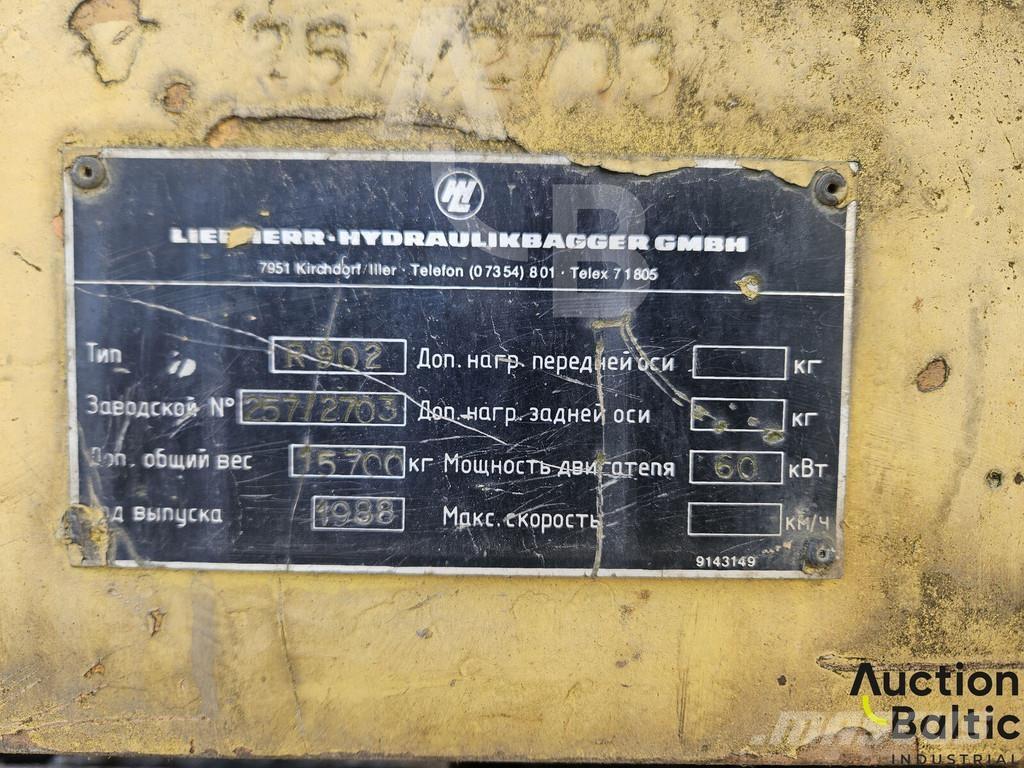 257/2703
LIEBHERR-HYDRAULIKBAGGER GMBH
7951 Kirchdorf/Iller · Telefon (07354) 801 · Telex 71805
Тип R 902 Доп. нагр. передней оси кг
Заводской № 257/2703 Доп. нагр. задней оси кг
Доп. общий вес 15700 кг Мощность двигателя 60 кВт
Год выпуска 1988 Макс. скорость км/ч
9143149
Auction
Baltic
INDUSTRIAL